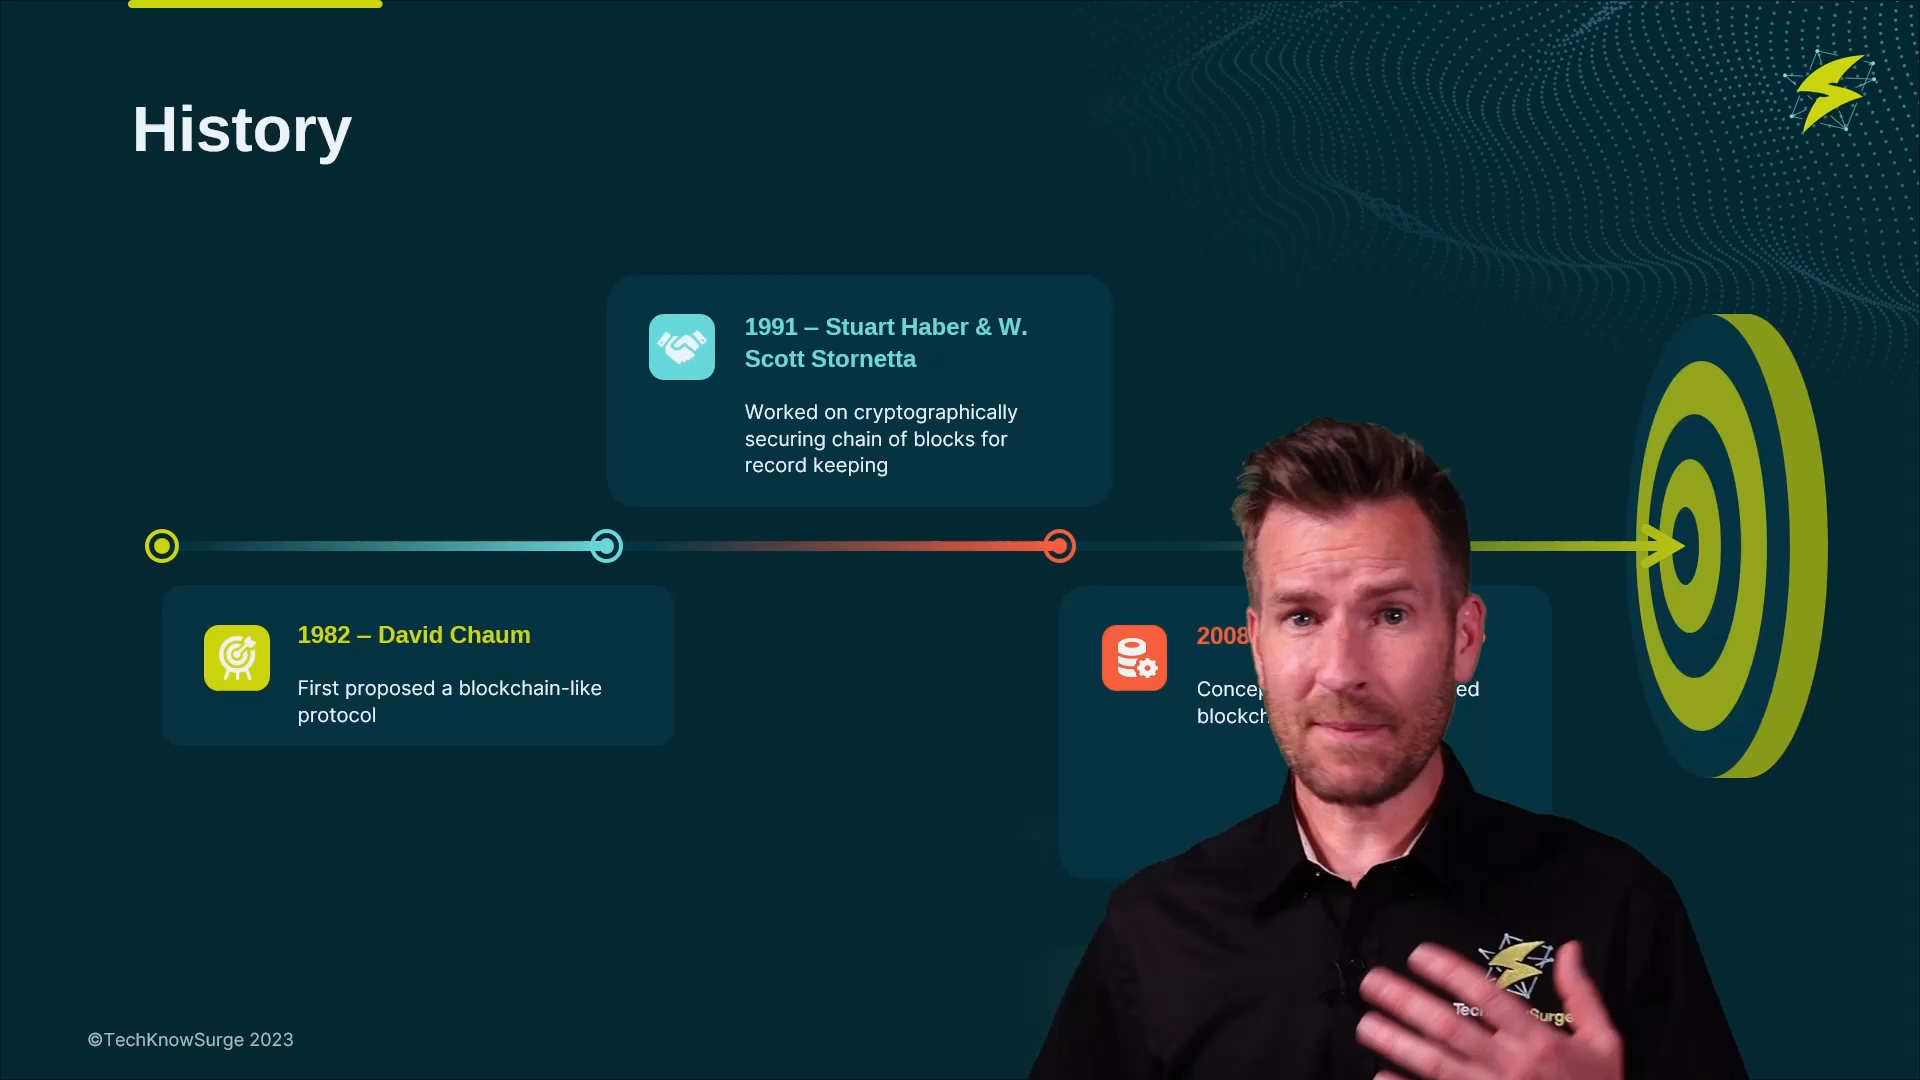 History
1991 – Stuart Haber & W.
Scott Stornetta
Worked on cryptographically
securing chain of blocks for
record keeping
1982 – David Chaum
First proposed a blockchain-like
protocol
2008
©TechKnowSurge 2023